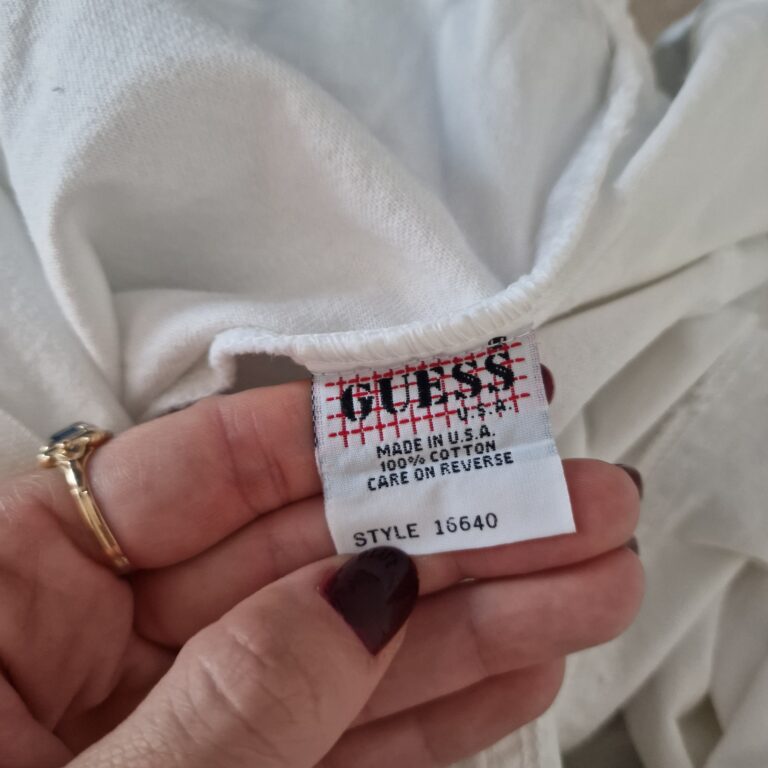 GUESS
U.S.A.
MADE IN U.S.A.
100% COTTON
CARE ON REVERSE
STYLE 16640